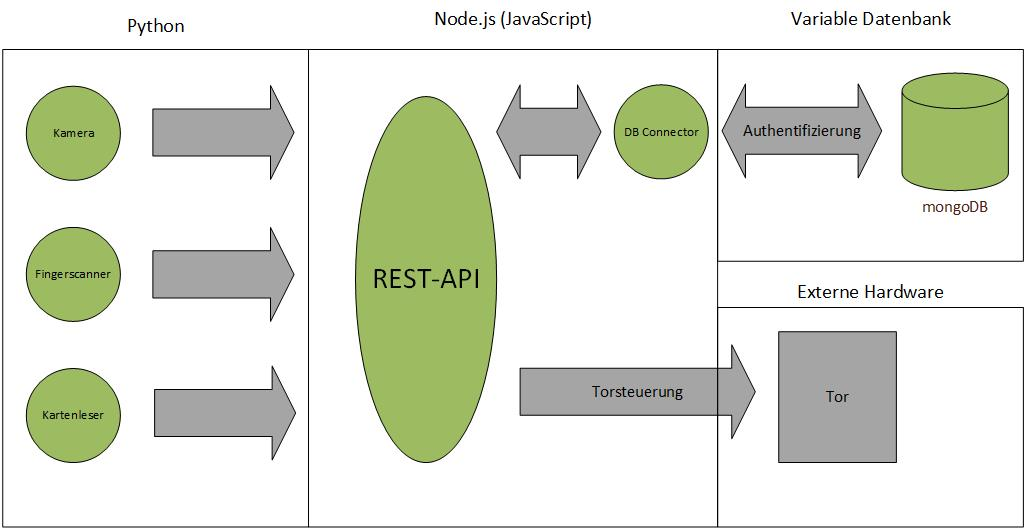 Python
Node.js (JavaScript)
Variable Datenbank
Kamera
DB Connector
Authentifizierung
mongoDB
Fingerscanner
REST-API
Externe Hardware
Kartenleser
Torsteuerung
Tor